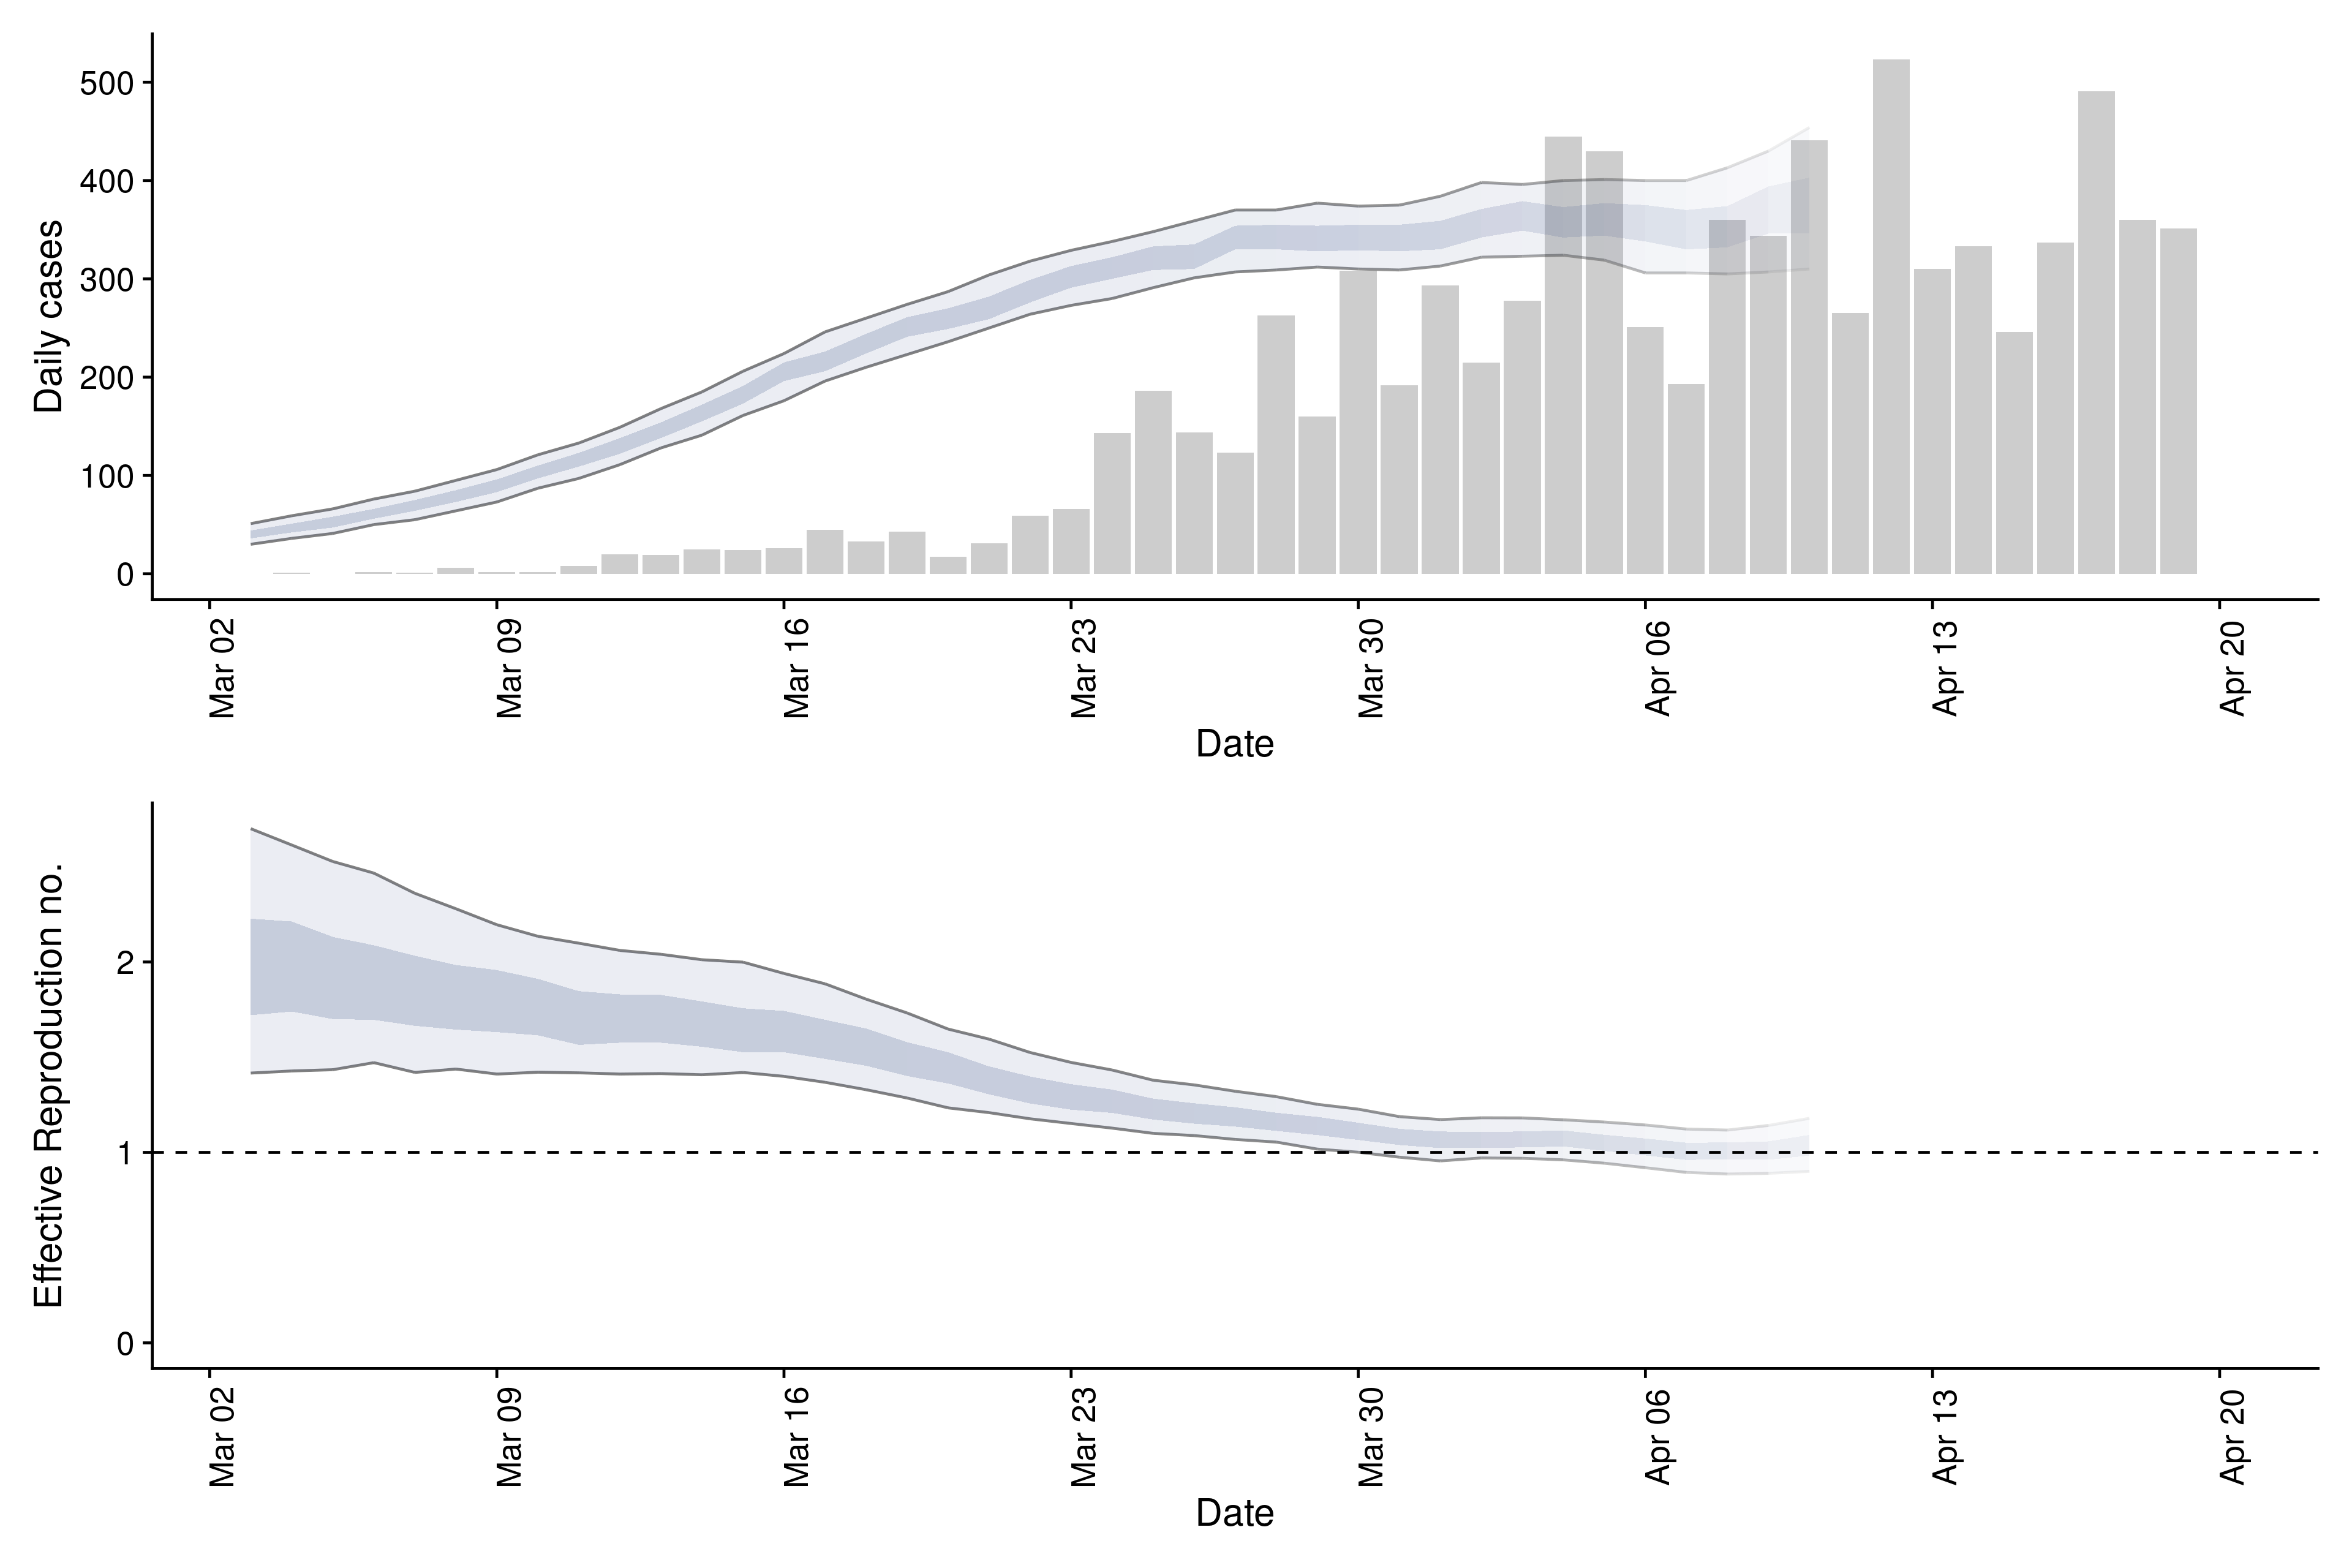 Daily cases
500
400
300
200
100
0
Mar 02
Mar 09
Mar 16
Mar 23
Mar 30
Apr 06
Apr 13
Apr 20
Date
Effective Reproduction no.
2
1
0
Mar 02
Mar 09
Mar 16
Mar 23
Mar 30
Apr 06
Apr 13
Apr 20
Date